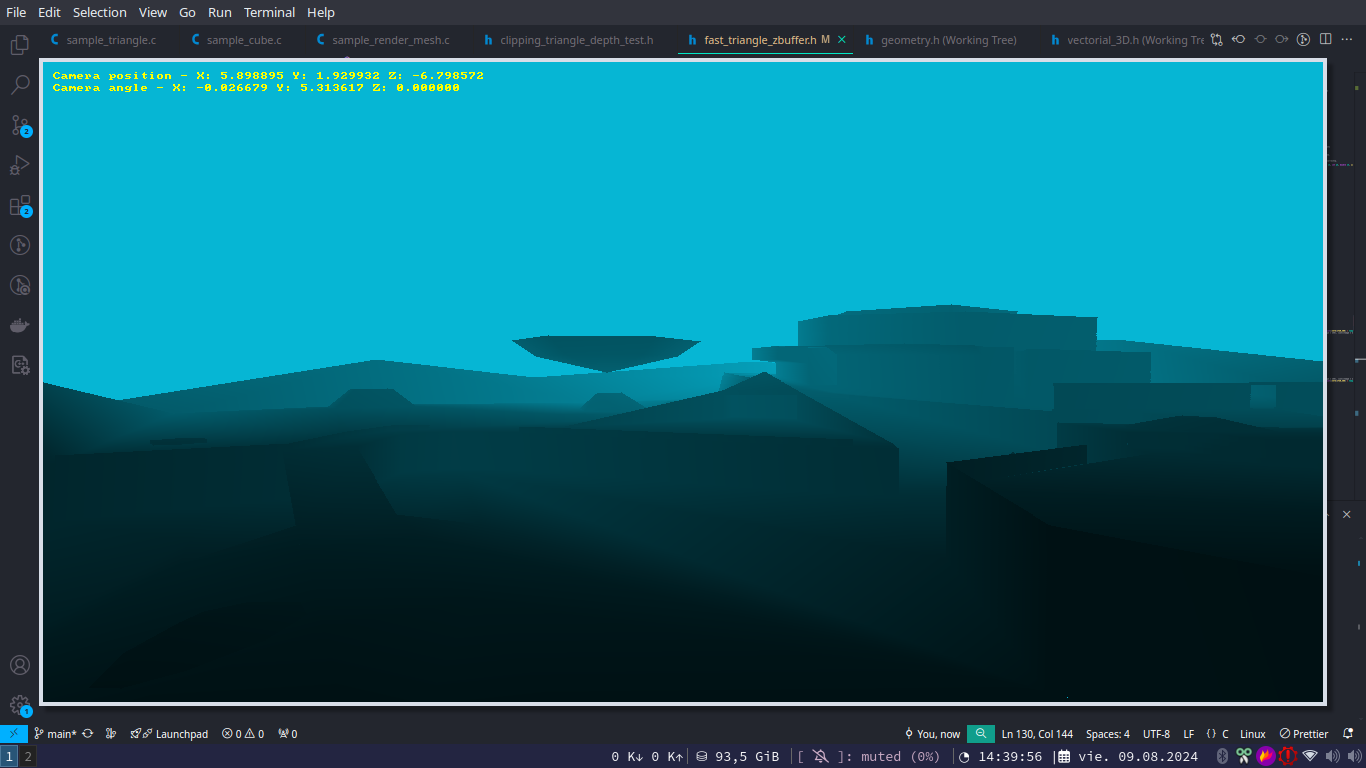 File Edit Selection View Go Run Terminal Help
sample_triangle.c sample_cube.c sample_render_mesh.c clipping_triangle_depth_test.h fast_triangle_zbuffer.h M geometry.h (Working Tree) vectorial_3D.h (Working Tre
Camera position - X: 5.898895 Y: 1.929932 Z: -6.798572
Camera angle - X: -0.026679 Y: 5.313617 Z: 0.000000
2
2
1
main* Launchpad 0 0 0 You, now Ln 130, Col 144 Spaces: 4 UTF-8 LF {} C Linux Prettier
1 2 0 K↓ 0 K↑ 93,5 GiB [ ]: muted (0%) 14:39:56 vie. 09.08.2024